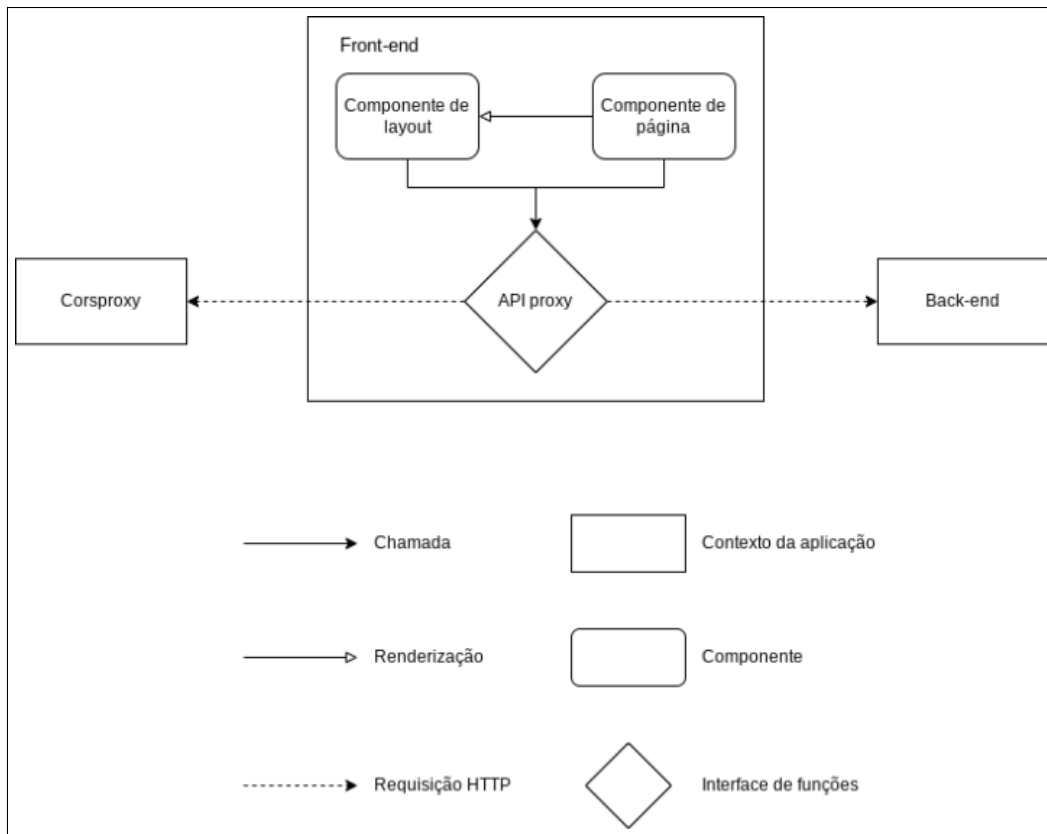 Front-end
Componente de
layout
Componente de
página
Corsproxy
API proxy
Back-end
Chamada
Contexto da aplicação
Renderização
Componente
Requisição HTTP
Interface de funções